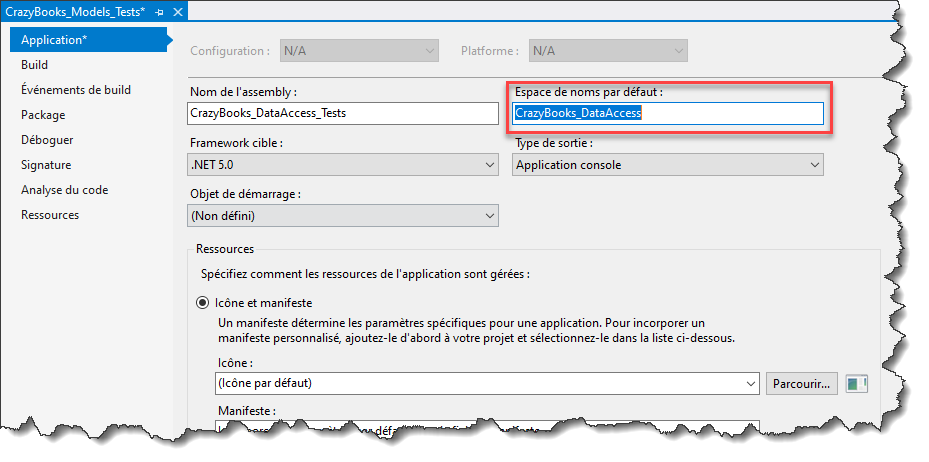 CrazyBooks_Models_Tests*
Application*
Build
Événements de build
Package
Déboguer
Signature
Analyse du code
Ressources
Configuration : N/A Platforme : N/A
Nom de l'assembly : Espace de noms par défaut :
CrazyBooks_DataAccess_Tests CrazyBooks_DataAccess
Framework cible : Type de sortie :
.NET 5.0 Application console
Objet de démarrage :
(Non défini)
Ressources
Spécifiez comment les ressources de l'application sont gérées :
Icône et manifeste
Un manifeste détermine les paramètres spécifiques pour une application. Pour incorporer un
manifeste personnalisé, ajoutez-le d'abord à votre projet et sélectionnez-le dans la liste ci-dessous.
Icône :
(Icône par défaut) Parcourir...
Manifeste :